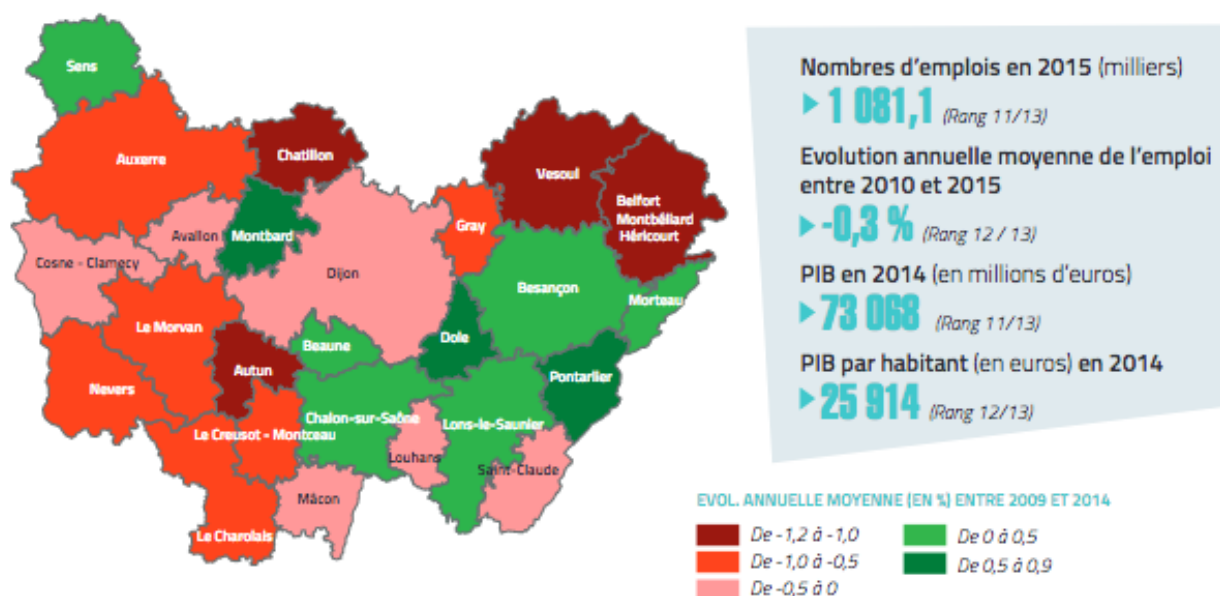 Sens
Auxerre
Chatillon
Vesoul
Belfort
Montbéliard
Héricourt
Avallon
Montbard
Gray
Cosne - Clamecy
Dijon
Besançon
Morteau
Le Morvan
Beaune
Dole
Autun
Pontarlier
Nevers
Chalon-sur-Saône
Lons-le-Saunier
Le Creusot - Montceau
Louhans
Saint-Claude
Mâcon
Le Charolais
Nombres d'emplois en 2015 (milliers)
1 081,1 (Rang 11/13)
Evolution annuelle moyenne de l'emploi
entre 2010 et 2015
-0,3 % (Rang 12 / 13)
PIB en 2014 (en millions d'euros)
73 068 (Rang 11/13)
PIB par habitant (en euros) en 2014
25 914 (Rang 12/13)
EVOL. ANNUELLE MOYENNE (EN %) ENTRE 2009 ET 2014
De -1,2 à -1,0
De -1,0 à -0,5
De -0,5 à 0
De 0 à 0,5
De 0,5 à 0,9